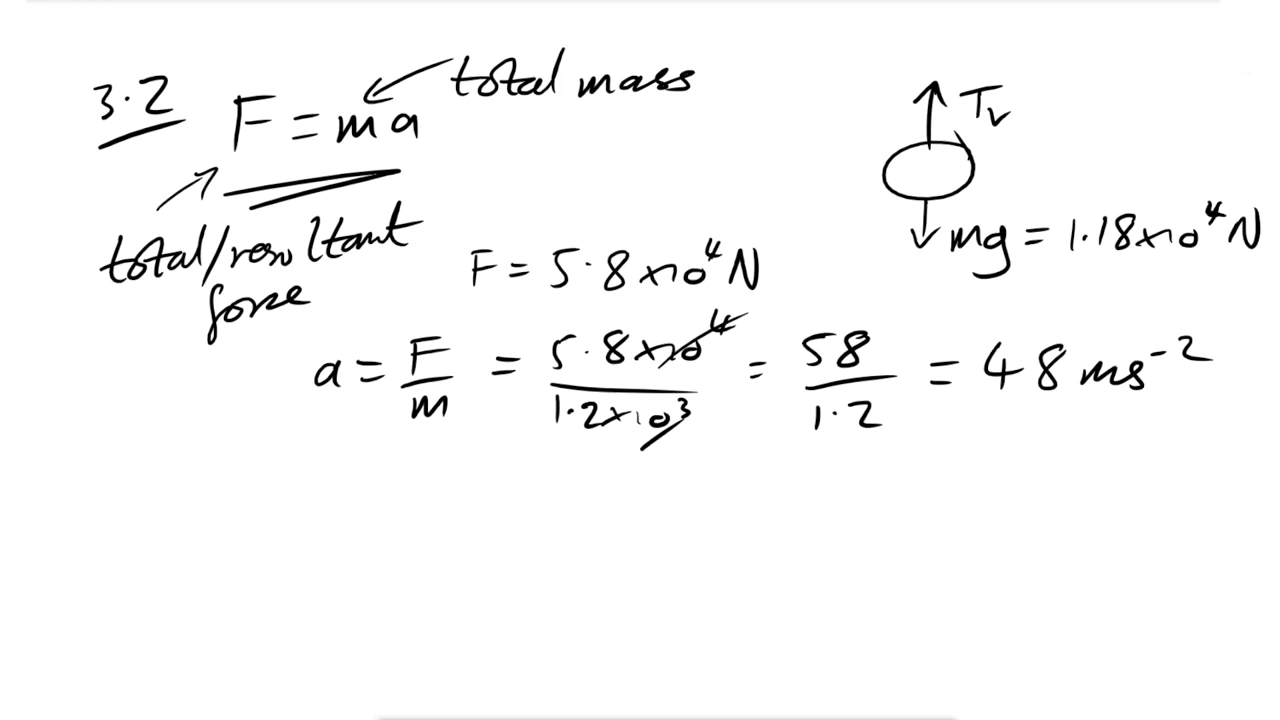 3.2 F = ma ← total mass
total/resultant
force
T_v
mg = 1.18×10⁴ N
F = 5.8×10⁴ N
a = F/m = 5.8×10⁴/1.2×10³ = 58/1.2 = 48 ms⁻²